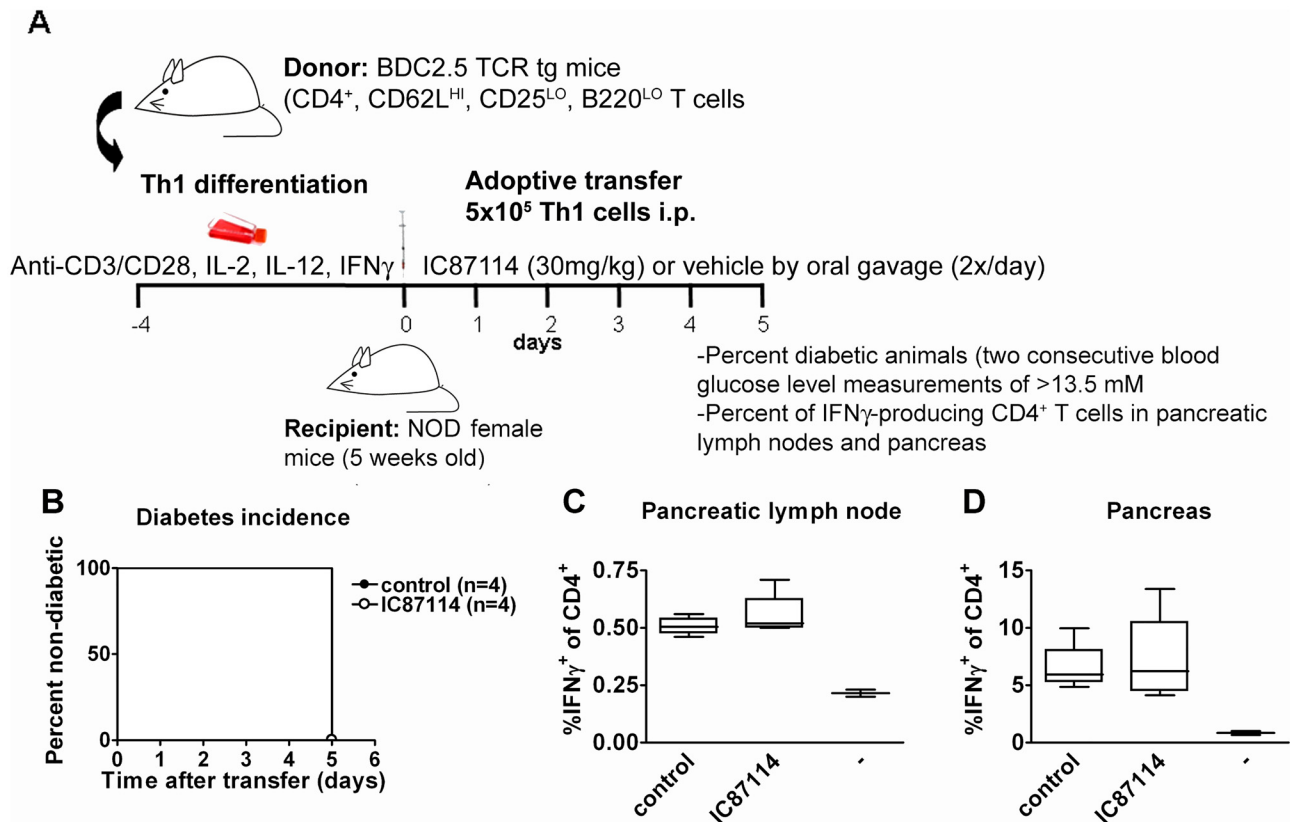 A
Donor: BDC2.5 TCR tg mice
(CD4⁺, CD62Lᴴᴵ, CD25ᴸᴼ, B220ᴸᴼ T cells
Th1 differentiation
Adoptive transfer
5x10⁵ Th1 cells i.p.
Anti-CD3/CD28, IL-2, IL-12, IFNγ
IC87114 (30mg/kg) or vehicle by oral gavage (2x/day)
-4 0 1 2 3 4 5
days
-Percent diabetic animals (two consecutive blood
glucose level measurements of >13.5 mM
-Percent of IFNγ-producing CD4⁺ T cells in pancreatic
lymph nodes and pancreas
Recipient: NOD female
mice (5 weeks old)
B
Diabetes incidence
Percent non-diabetic
100
50
0
0 1 2 3 4 5 6
Time after transfer (days)
control (n=4)
IC87114 (n=4)
C
Pancreatic lymph node
%IFNγ⁺ of CD4⁺
0.75
0.50
0.25
0.00
control
IC87114
-
D
Pancreas
%IFNγ⁺ of CD4⁺
15
10
5
0
control
IC87114
-